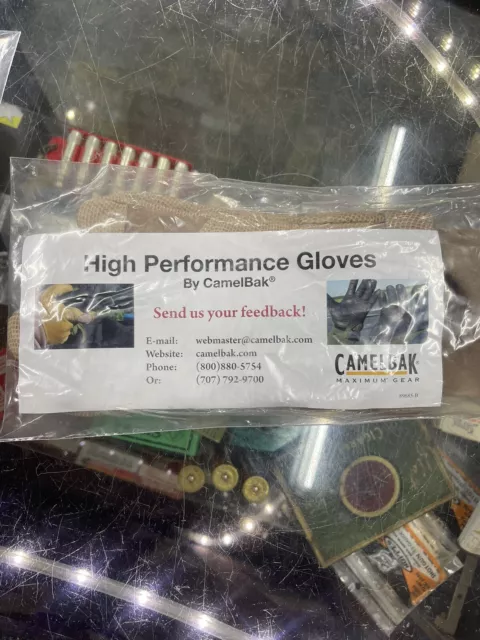 High Performance Gloves
By CamelBak®
Send us your feedback!
E-mail: webmaster@camelbak.com
Website: camelbak.com
Phone: (800)880-5754
Or: (707) 792-9700
CAMELBAK
MAXIMUM GEAR